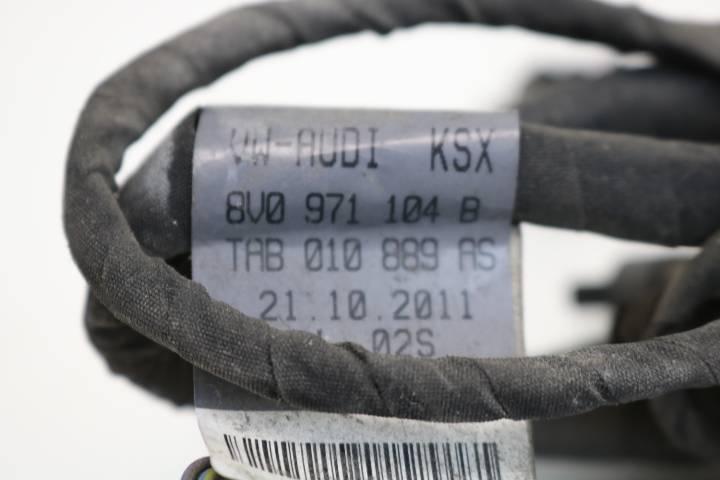 VW-AUDI KSX
8V0 971 104 B
TAB 010 889 AS
21.10.2011
02S